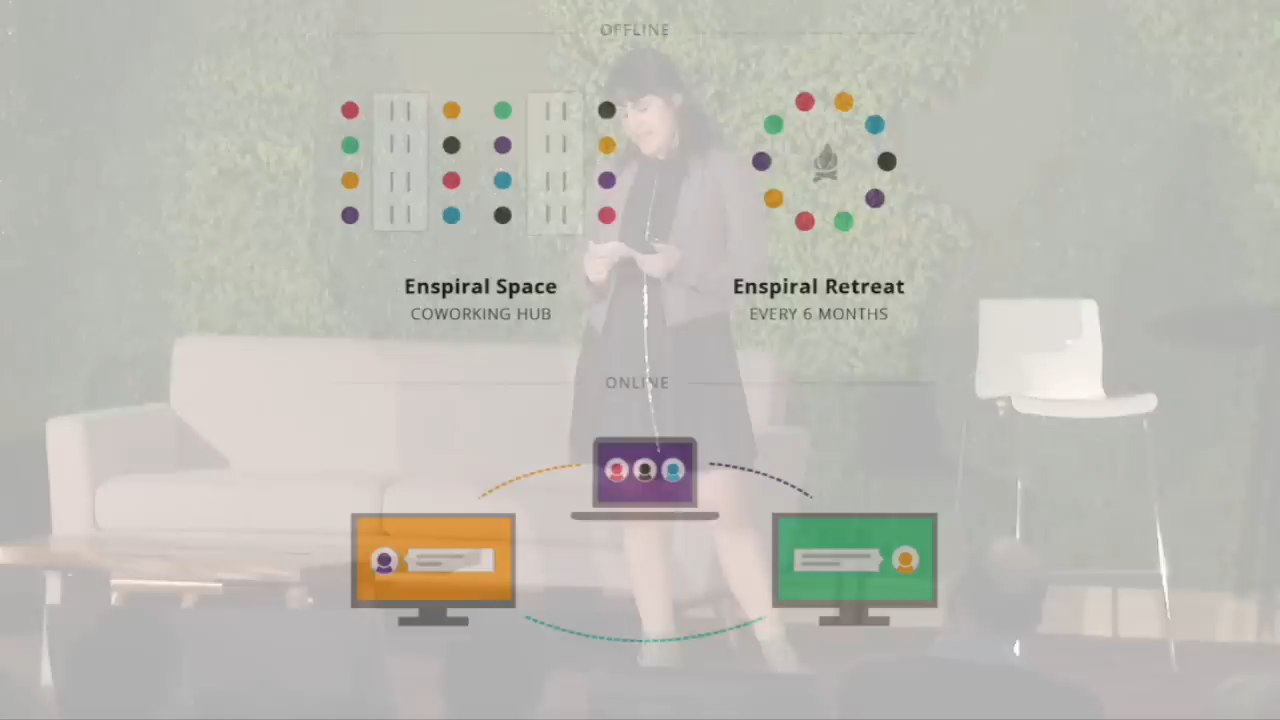 OFFLINE
Enspiral Space
COWORKING HUB
Enspiral Retreat
EVERY 6 MONTHS
ONLINE